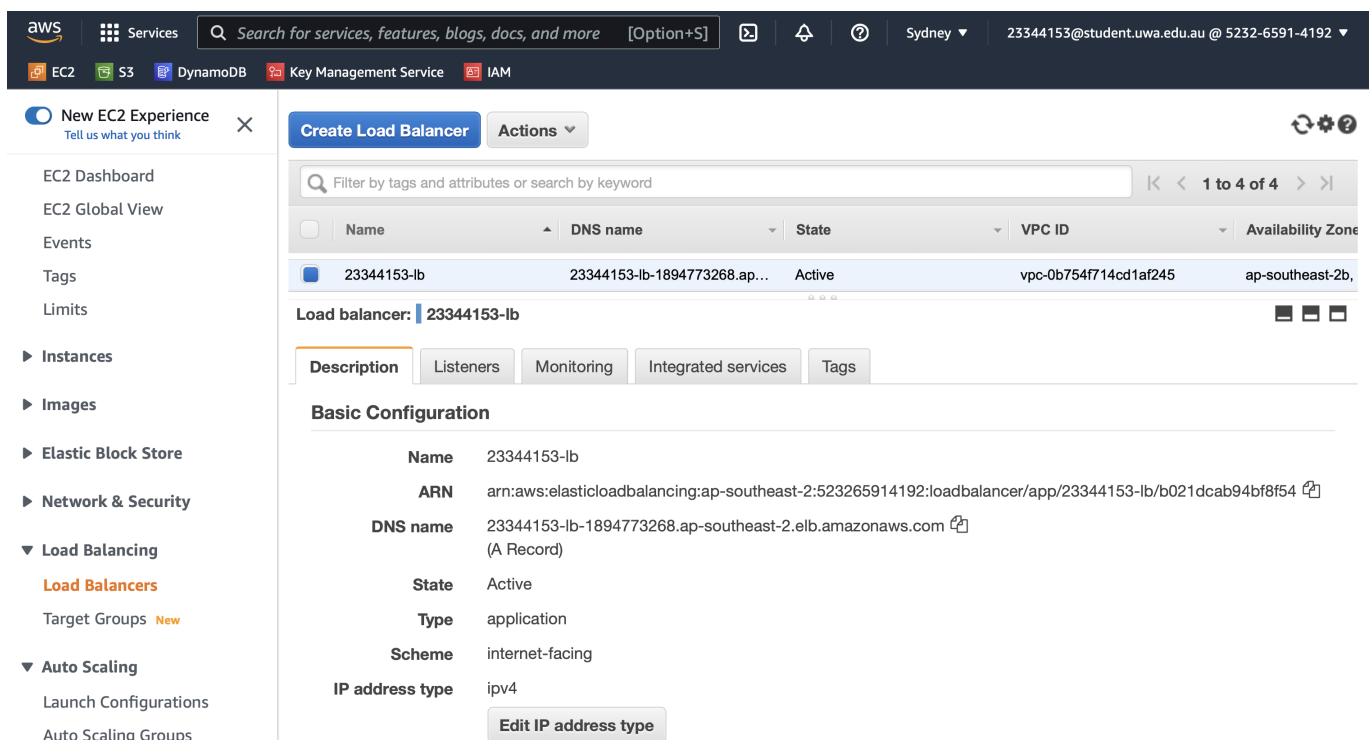 aws Services Search for services, features, blogs, docs, and more [Option+S] Sydney ▼ 23344153@student.uwa.edu.au @ 5232-6591-4192 ▼
EC2 S3 DynamoDB Key Management Service IAM
New EC2 Experience
Tell us what you think
EC2 Dashboard
EC2 Global View
Events
Tags
Limits
Instances
Images
Elastic Block Store
Network & Security
Load Balancing
Load Balancers
Target Groups New
Auto Scaling
Launch Configurations
Auto Scaling Groups
Create Load Balancer Actions
Filter by tags and attributes or search by keyword 1 to 4 of 4
Name DNS name State VPC ID Availability Zone
23344153-lb 23344153-lb-1894773268.ap... Active vpc-0b754f714cd1af245 ap-southeast-2b,
Load balancer: 23344153-lb
Description Listeners Monitoring Integrated services Tags
Basic Configuration
Name 23344153-lb
ARN arn:aws:elasticloadbalancing:ap-southeast-2:523265914192:loadbalancer/app/23344153-lb/b021dcab94bf8f54
DNS name 23344153-lb-1894773268.ap-southeast-2.elb.amazonaws.com
(A Record)
State Active
Type application
Scheme internet-facing
IP address type ipv4
Edit IP address type